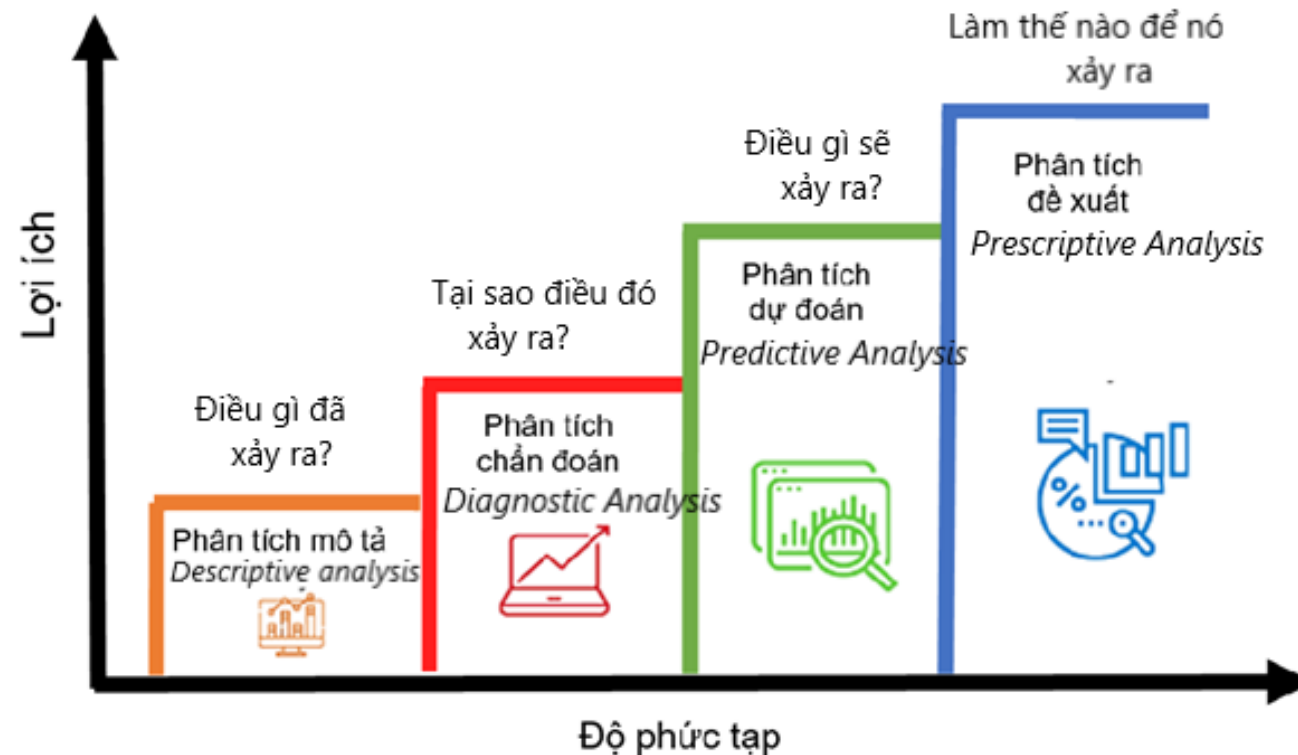 Làm thế nào để nó
xảy ra
Điều gì sẽ
xảy ra?
Phân tích
đề xuất
Prescriptive Analysis
Tại sao điều đó
xảy ra?
Phân tích
dự đoán
Predictive Analysis
Điều gì đã
xảy ra?
Phân tích
chẩn đoán
Diagnostic Analysis
Phân tích mô tả
Descriptive analysis
Lợi ích
Độ phức tạp